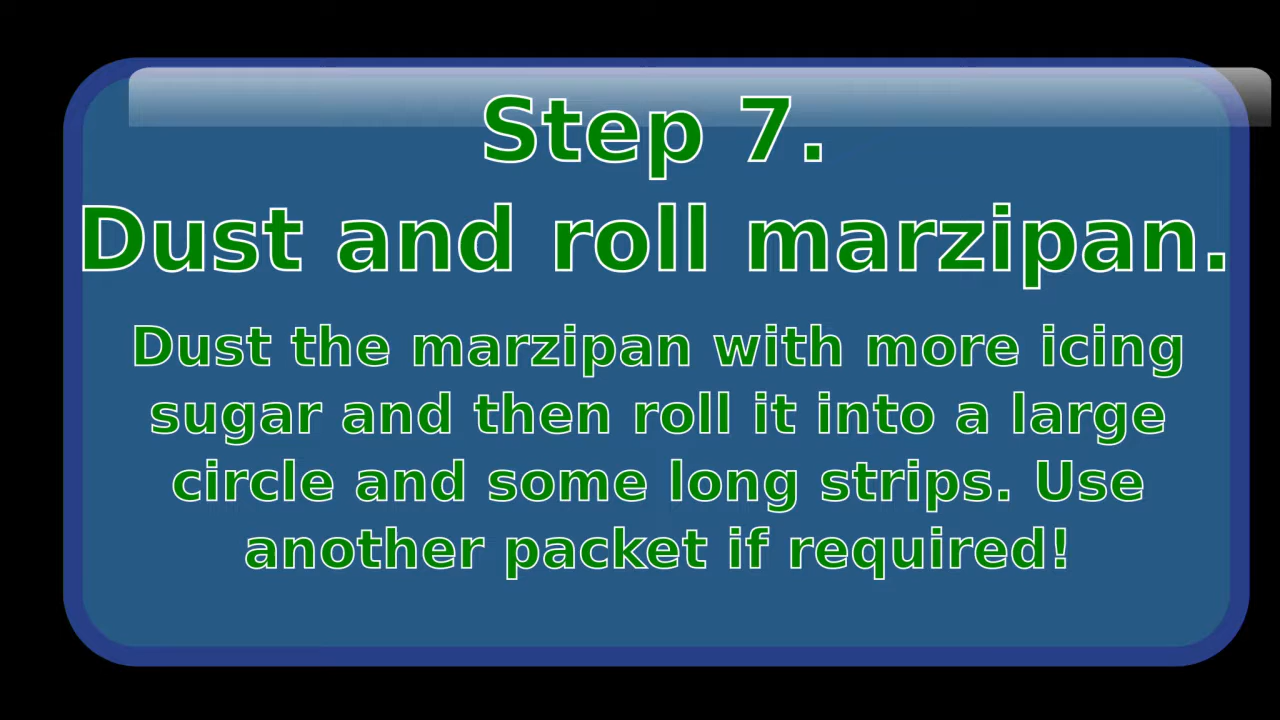 Step 7.
Dust and roll marzipan.
Dust the marzipan with more icing
sugar and then roll it into a large
circle and some long strips. Use
another packet if required!